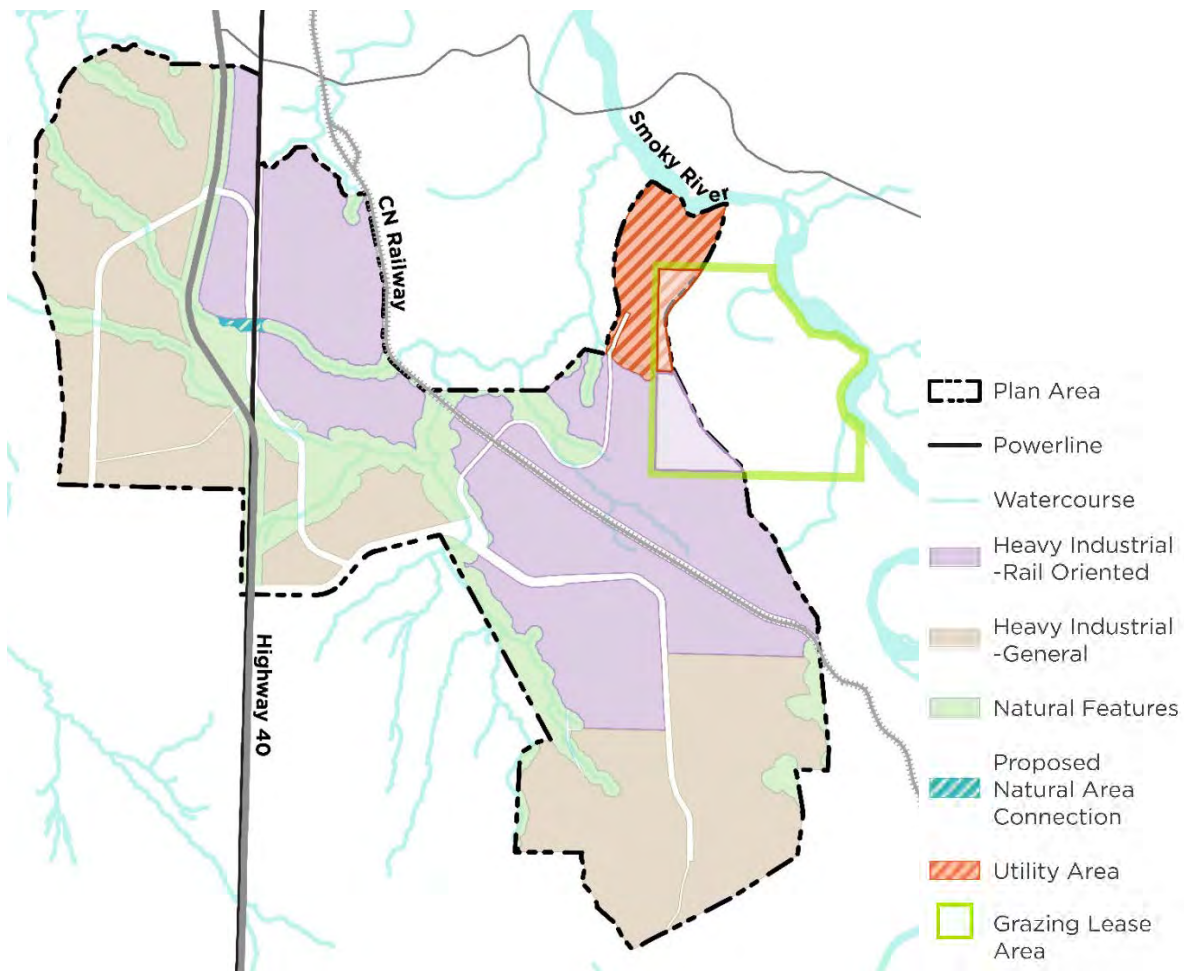 Smoky River
CN Railway
Highway 40
Plan Area
Powerline
Watercourse
Heavy Industrial
-Rail Oriented
Heavy Industrial
-General
Natural Features
Proposed
Natural Area
Connection
Utility Area
Grazing Lease
Area